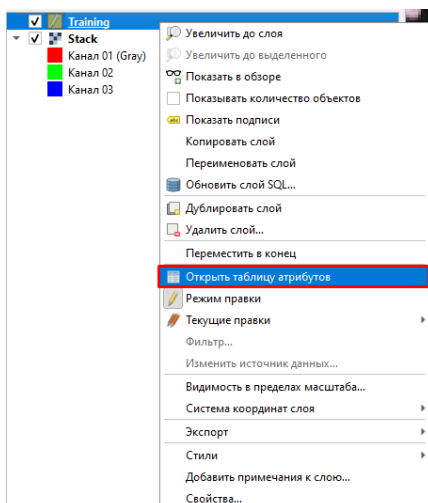 Training
Stack
Канал 01 (Gray)
Канал 02
Канал 03
Увеличить до слоя
Увеличить до выделенного
Показать в обзоре
Показывать количество объектов
abc Показать подписи
Копировать слой
Переименовать слой
Обновить слой SQL...
Дублировать слой
Удалить слой...
Переместить в конец
Открыть таблицу атрибутов
Режим правки
Текущие правки
Фильтр...
Изменить источник данных...
Видимость в пределах масштаба...
Система координат слоя
Экспорт
Стили
Добавить примечания к слою...
Свойства...